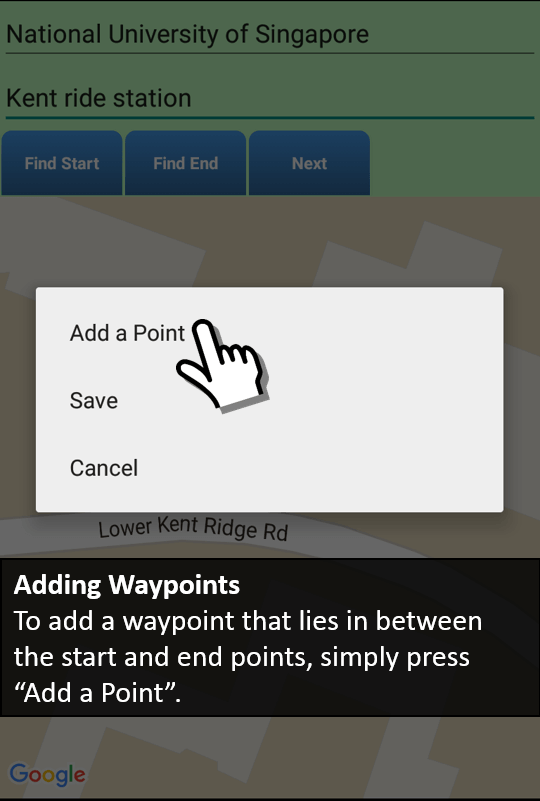 National University of Singapore
Kent ride station
Find Start Find End Next
Add a Point
Save
Cancel
Lower Kent Ridge Rd
Adding Waypoints
To add a waypoint that lies in between
the start and end points, simply press
“Add a Point”.
Google